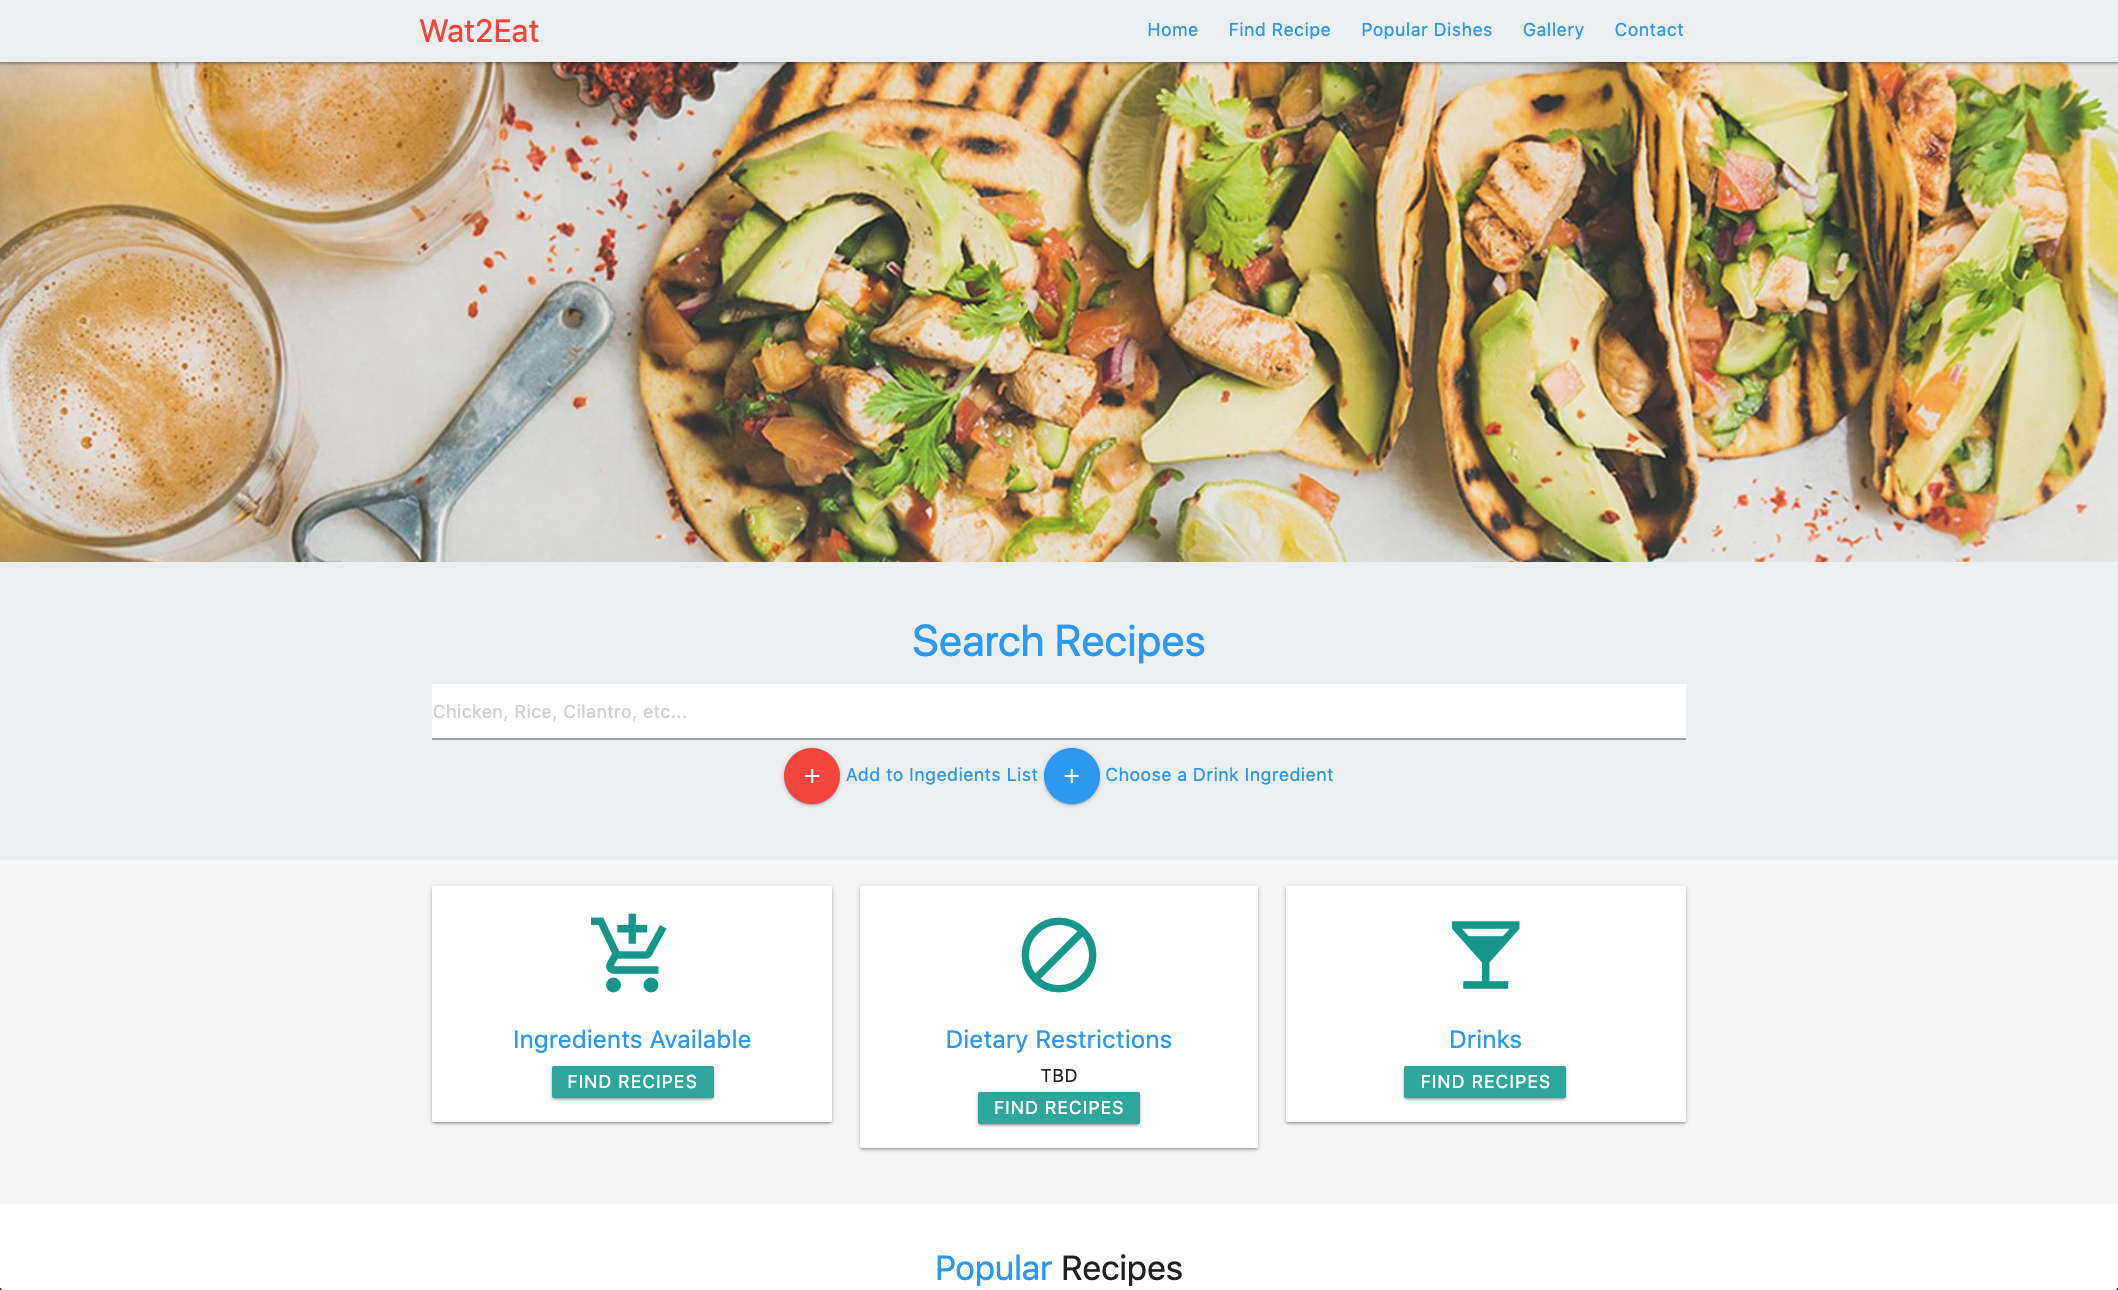 Wat2Eat
Home Find Recipe Popular Dishes Gallery Contact
Search Recipes
Chicken, Rice, Cilantro, etc...
+ Add to Ingedients List + Choose a Drink Ingredient
Ingredients Available
FIND RECIPES
Dietary Restrictions
TBD
FIND RECIPES
Drinks
FIND RECIPES
Popular Recipes